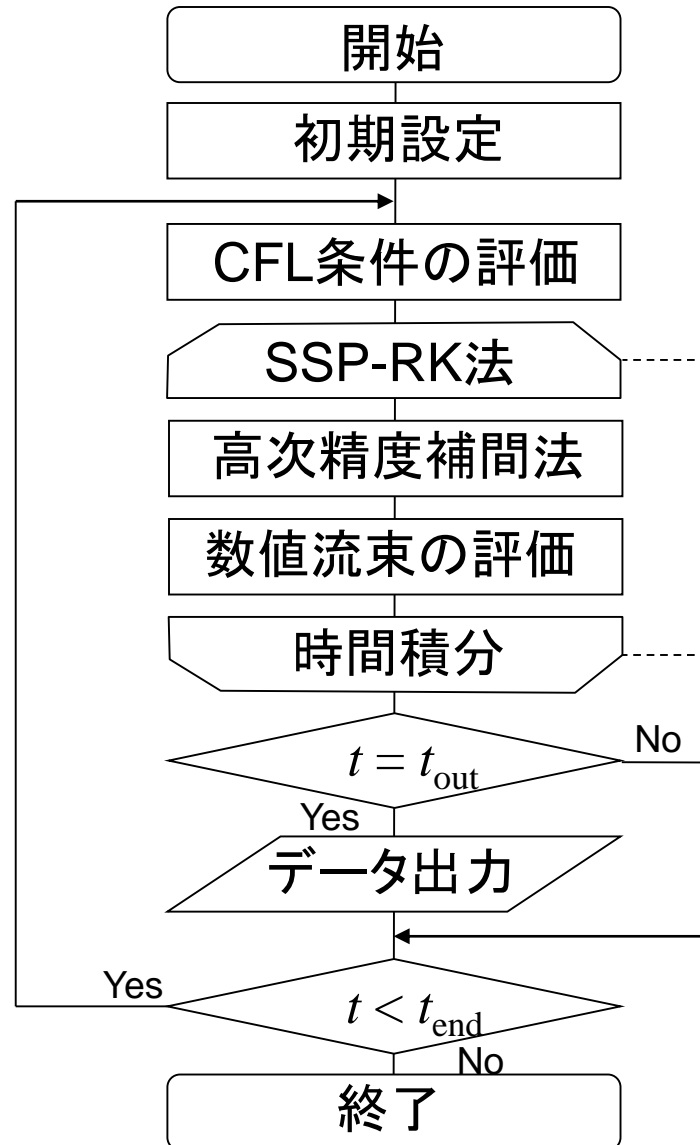 開始
初期設定
CFL条件の評価
SSP-RK法
高次精度補間法
数値流束の評価
時間積分
t = t_out
No
Yes
データ出力
Yes
t < t_end
No
終了